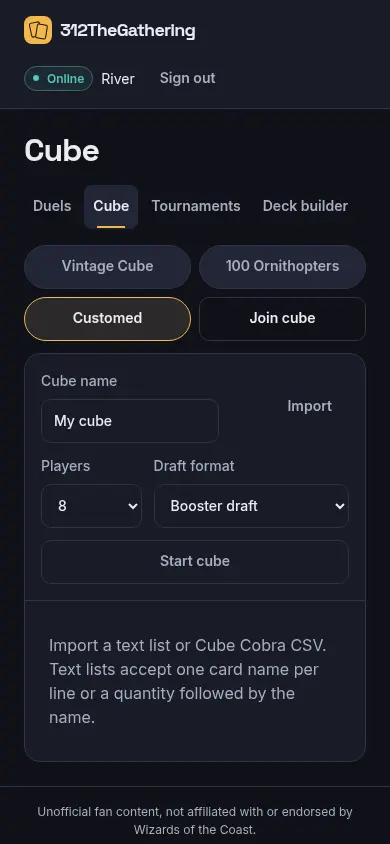 312TheGathering
Online River Sign out
Cube
Duels Cube Tournaments Deck builder
Vintage Cube 100 Ornithopters
Customed Join cube
Cube name
My cube Import
Players Draft format
8 Booster draft
Start cube
Import a text list or Cube Cobra CSV.
Text lists accept one card name per
line or a quantity followed by the
name.
Unofficial fan content, not affiliated with or endorsed by
Wizards of the Coast.